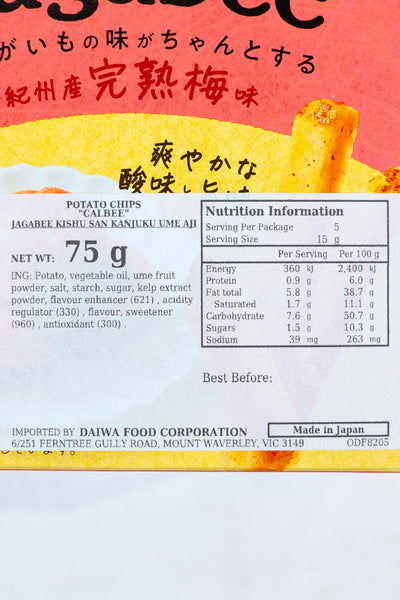 がいもの味がちゃんとする
紀州産完熟梅味
爽やかな
POTATO CHIPS
"CALBEE"
JAGABEE KISHU SAN KANJUKU UME AJI
NET WT: 75 g
ING: Potato, vegetable oil, ume fruit
powder, salt, starch, sugar, kelp extract
powder, flavour enhancer (621) , acidity
regulator (330) , flavour, sweetener
(960) , antioxidant (300) .
Nutrition Information
Serving Per Package 5
Serving Size 15 g
Per Serving Per 100 g
Energy 360 kJ 2,400 kJ
Protein 0.9 g 6.0 g
Fat total 5.8 g 38.7 g
Saturated 1.7 g 11.1 g
Carbohydrate 7.6 g 50.7 g
Sugars 1.5 g 10.3 g
Sodium 39 mg 263 mg
Best Before:
IMPORTED BY DAIWA FOOD CORPORATION
6/251 FERNTREE GULLY ROAD, MOUNT WAVERLEY, VIC 3149
Made in Japan
ODF8205